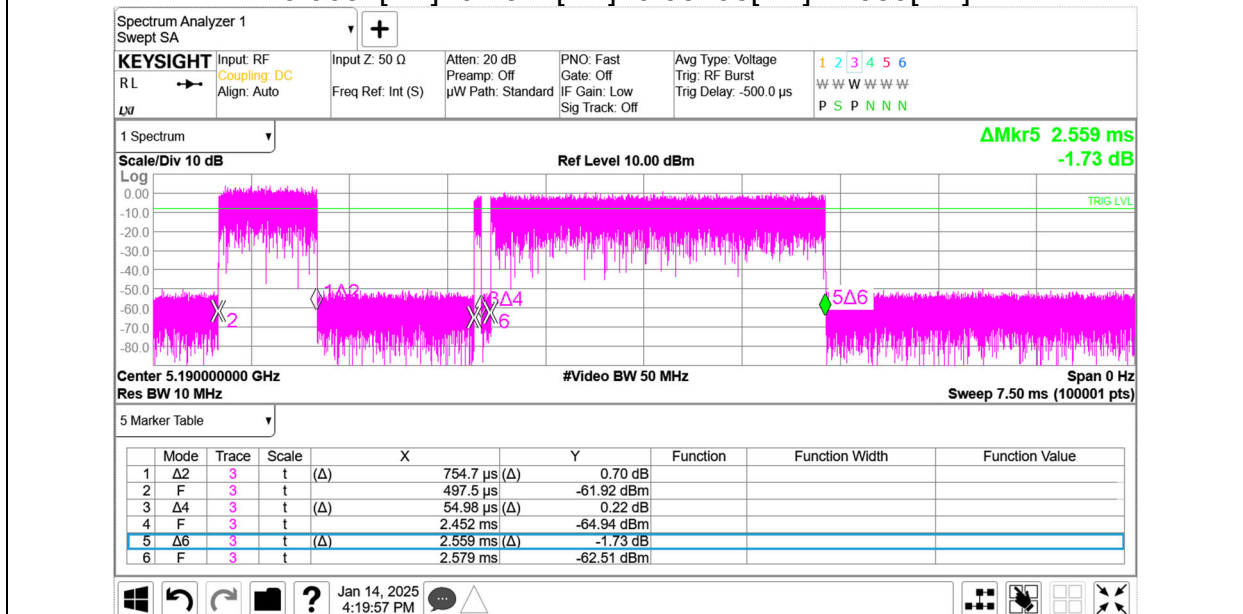 Spectrum Analyzer 1
Swept SA
KEYSIGHT Input: RF Input Z: 50 Ω Atten: 20 dB PNO: Fast Avg Type: Voltage 1 2 3 4 5 6
R L Coupling: DC Preamp: Off Gate: Off Trig: RF Burst
Align: Auto Freq Ref: Int (S) µW Path: Standard IF Gain: Low Trig Delay: -500.0 µs W W W W W W
LXI Sig Track: Off P S P N N N
1 Spectrum ΔMkr5 2.559 ms
Scale/Div 10 dB Ref Level 10.00 dBm -1.73 dB
Log
0.00
TRIG LVL
-10.0
-20.0
-30.0
-40.0
-50.0
1Δ2 3Δ4 5Δ6
-60.0
2 6
-70.0
-80.0
Center 5.190000000 GHz #Video BW 50 MHz Span 0 Hz
Res BW 10 MHz Sweep 7.50 ms (100001 pts)
5 Marker Table
Mode Trace Scale X Y Function Function Width Function Value
1 Δ2 3 t (Δ) 754.7 µs (Δ) 0.70 dB
2 F 3 t 497.5 µs -61.92 dBm
3 Δ4 3 t (Δ) 54.98 µs (Δ) 0.22 dB
4 F 3 t 2.452 ms -64.94 dBm
5 Δ6 3 t (Δ) 2.559 ms (Δ) -1.73 dB
6 F 3 t 2.579 ms -62.51 dBm
? Jan 14, 2025
4:19:57 PM